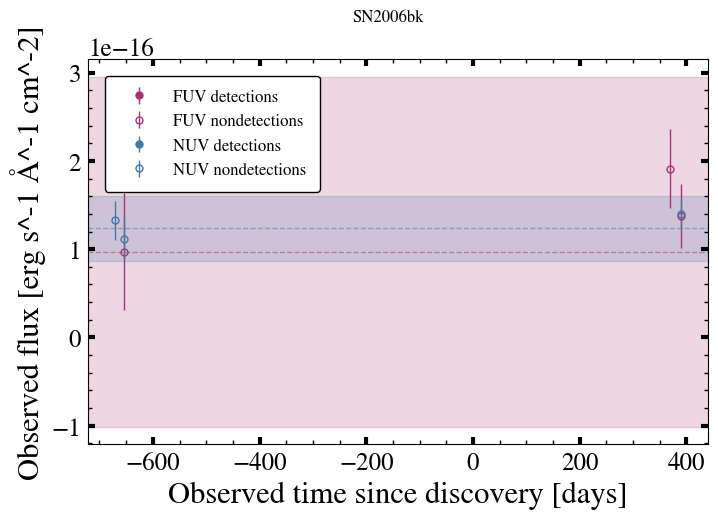 SN2006bk
1e−16
3
2
1
0
−1
FUV detections
FUV nondetections
NUV detections
NUV nondetections
−600 −400 −200 0 200 400
Observed time since discovery [days]
Observed flux [erg s^-1 Å^-1 cm^-2]